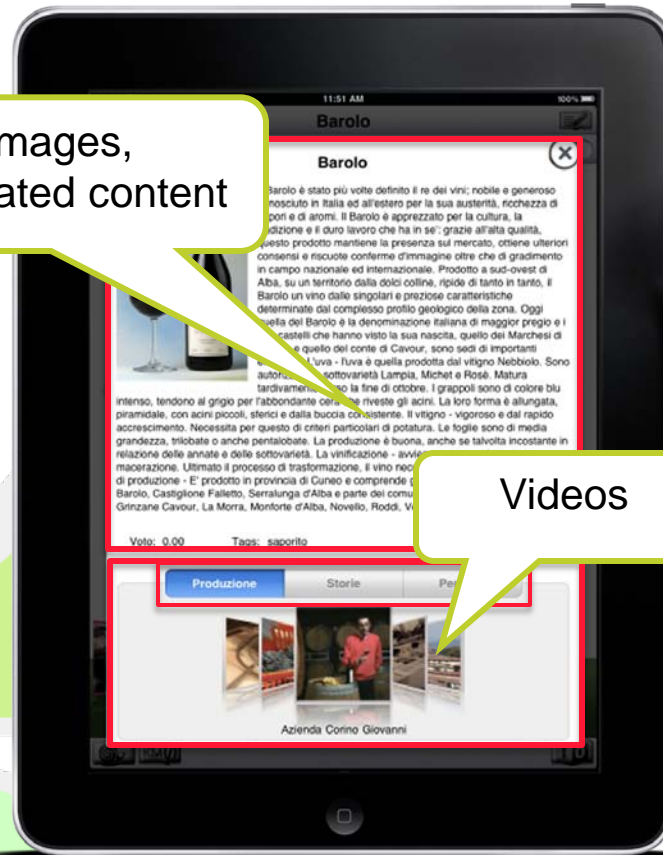 11:51 AM 100%
Barolo
mages,
ated content
Barolo
Barolo è stato più volte definito il re dei vini; nobile e generoso
in Italia ed all'estero per la sua austerità, ricchezza di
e di aromi. Il Barolo è apprezzato per la cultura, la
e il duro lavoro che ha in se': grazie all'alta qualità,
questo prodotto mantiene la presenza sul mercato, ottiene ulteriori
consensi e riscuote conferme d'immagine oltre che di gradimento
in campo nazionale ed internazionale. Prodotto a sud-ovest di
Alba, su un territorio dalla dolci colline, ripide di tanto in tanto, il
Barolo un vino dalle singolari e preziose caratteristiche
determinate dal complesso profilo geologico della zona. Oggi
quella del Barolo è la denominazione italiana di maggior pregio e i
castelli che hanno visto la sua nascita, quello dei Marchesi di
e quello del conte di Cavour, sono sedi di importanti
L'uva - l'uva è quella prodotta dal vitigno Nebbiolo. Sono
sottovarietà Lampia, Michet e Rosè. Matura
tardivamente la fine di ottobre. I grappoli sono di colore blu
intenso, tendono al grigio per l'abbondante cera che riveste gli acini. La loro forma è allungata,
piramidale, con acini piccoli, sferici e dalla buccia consistente. Il vitigno - vigoroso e dal rapido
accrescimento. Necessita per questo di criteri particolari di potatura. Le foglie sono di media
grandezza, trilobate o anche pentalobate. La produzione è buona, anche se talvolta incostante in
relazione delle annate e delle sottovarietà. La vinificazione -
macerazione. Ultimato il processo di trasformazione, il vino
di produzione - E' prodotto in provincia di Cuneo e comprende
Barolo, Castiglione Falletto, Serralunga d'Alba e parte dei
Grinzane Cavour, La Morra, Monforte d'Alba, Novello, Roddi,
Videos
Voto: 0.00 Tags: saporito
Produzione Storie Pe
Azienda Corino Giovanni